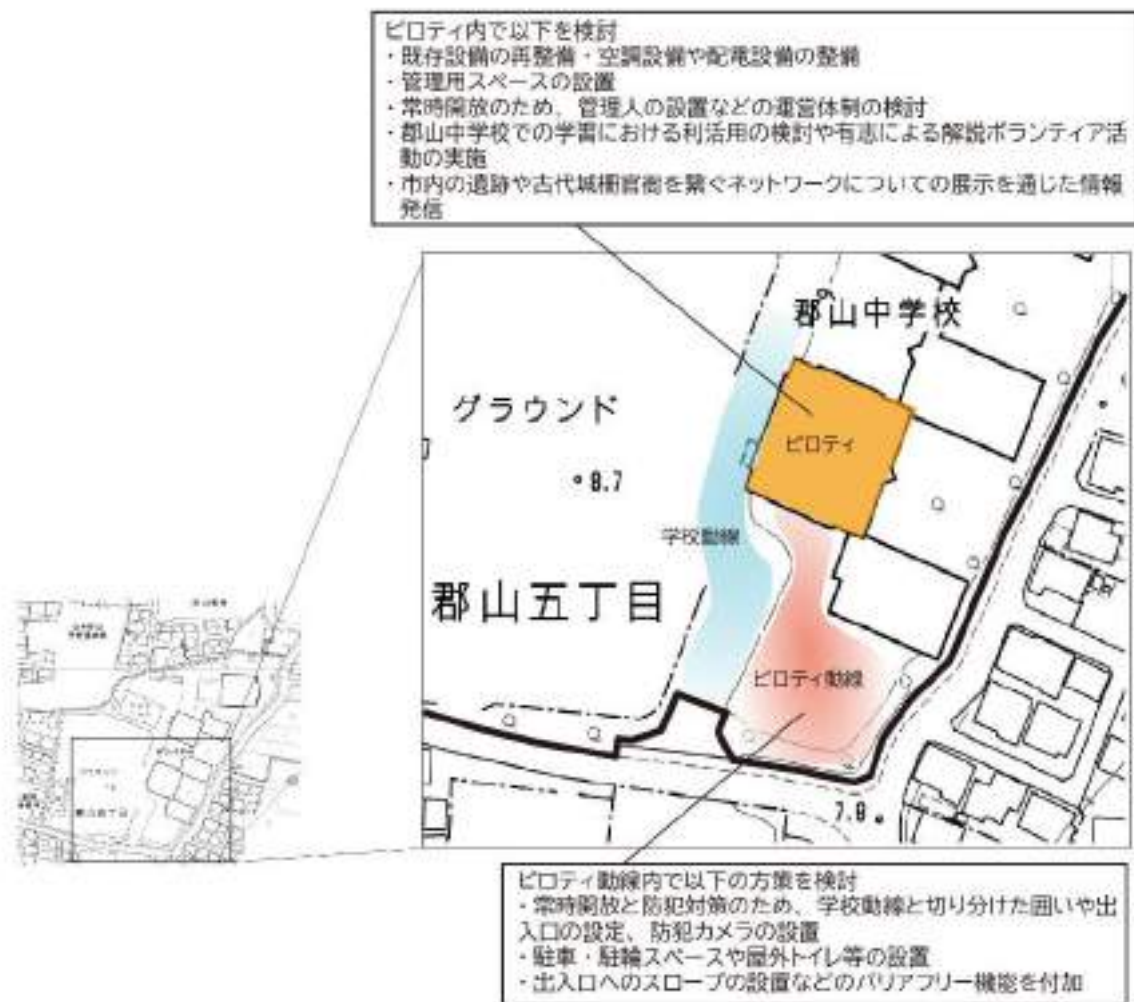 ピロティ内で以下を検討
・既存設備の再整備・空調設備や配電設備の整備
・管理用スペースの設置
・常時開放のため、管理人の設置などの運営体制の検討
・郡山中学校での学習における利活用の検討や有志による解説ボランティア活
動の実施
・市内の遺跡や古代城柵官衙を繋ぐネットワークについての展示を通じた情報
発信
郡山中学校
グラウンド
ピロティ
8.7
学校動線
郡山五丁目
ピロティ動線
7.8
ピロティ動線内で以下の方策を検討
・常時開放と防犯対策のため、学校動線と切り分けた囲いや出
入口の設定、防犯カメラの設置
・駐車・駐輪スペースや屋外トイレ等の設置
・出入口へのスロープの設置などのバリアフリー機能を付加